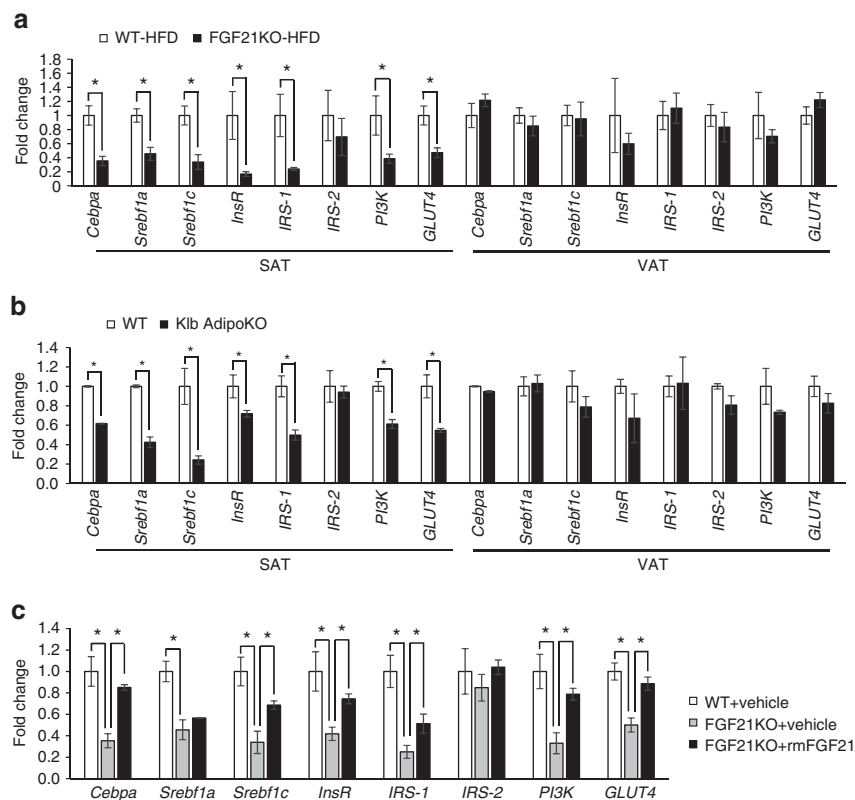 a
WT-HFD FGF21KO-HFD
Fold change
1.8
1.6
1.4
1.2
1
0.8
0.6
0.4
0.2
0
* * * * * * *
Cebpa Srebf1a Srebf1c InsR IRS-1 IRS-2 PI3K GLUT4 Cebpa Srebf1a Srebf1c InsR IRS-1 IRS-2 PI3K GLUT4
SAT VAT
b
WT Klb AdipoKO
Fold change
1.4
1.2
1.0
0.8
0.6
0.4
0.2
0.0
* * * * * * *
Cebpa Srebf1a Srebf1c InsR IRS-1 IRS-2 PI3K GLUT4 Cebpa Srebf1a Srebf1c InsR IRS-1 IRS-2 PI3K GLUT4
SAT VAT
c
Fold change
1.4
1.2
1.0
0.8
0.6
0.4
0.2
0.0
* * * * * * * * * * * * *
Cebpa Srebf1a Srebf1c InsR IRS-1 IRS-2 PI3K GLUT4
WT+vehicle
FGF21KO+vehicle
FGF21KO+rmFGF21